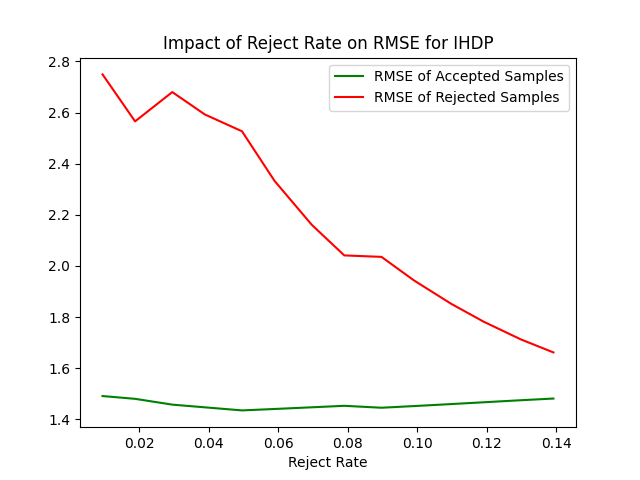 Impact of Reject Rate on RMSE for IHDP
RMSE of Accepted Samples
RMSE of Rejected Samples
2.8
2.6
2.4
2.2
2.0
1.8
1.6
1.4
0.02 0.04 0.06 0.08 0.10 0.12 0.14
Reject Rate